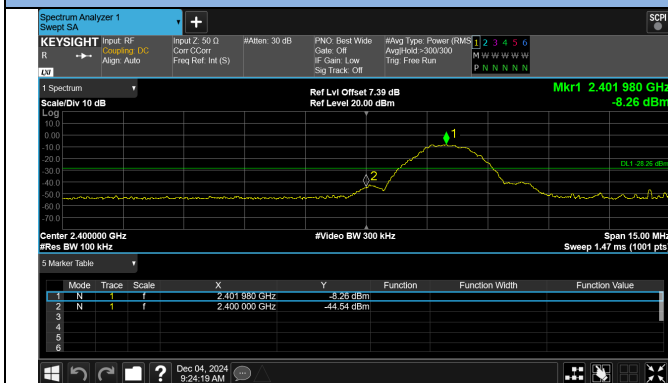 Spectrum Analyzer 1
Swept SA
+
SCPI
KEYSIGHT Input: RF Input Z: 50 Ω #Atten: 30 dB PNO: Best Wide #Avg Type: Power (RMS 1 2 3 4 5 6
R Coupling: DC Corr CCorr Gate: Off Avg|Hold:>300/300 M W W W W W
Align: Auto Freq Ref: Int (S) IF Gain: Low Trig: Free Run
Sig Track: Off P N N N N N
LXI
1 Spectrum Ref Lvl Offset 7.39 dB Mkr1 2.401 980 GHz
Scale/Div 10 dB Ref Level 20.00 dBm -8.26 dBm
Log
10.0
1
0.00
-10.0
-20.0
DL1 -28.26 dBm
-30.0
2
-40.0
-50.0
-60.0
-70.0
Center 2.400000 GHz #Video BW 300 kHz Span 15.00 MHz
#Res BW 100 kHz Sweep 1.47 ms (1001 pts
5 Marker Table
Mode Trace Scale X Y Function Function Width Function Value
1 N 1 f 2.401 980 GHz -8.26 dBm
2 N 1 f 2.400 000 GHz -44.54 dBm
3
4
5
6
? Dec 04, 2024
9:24:19 AM